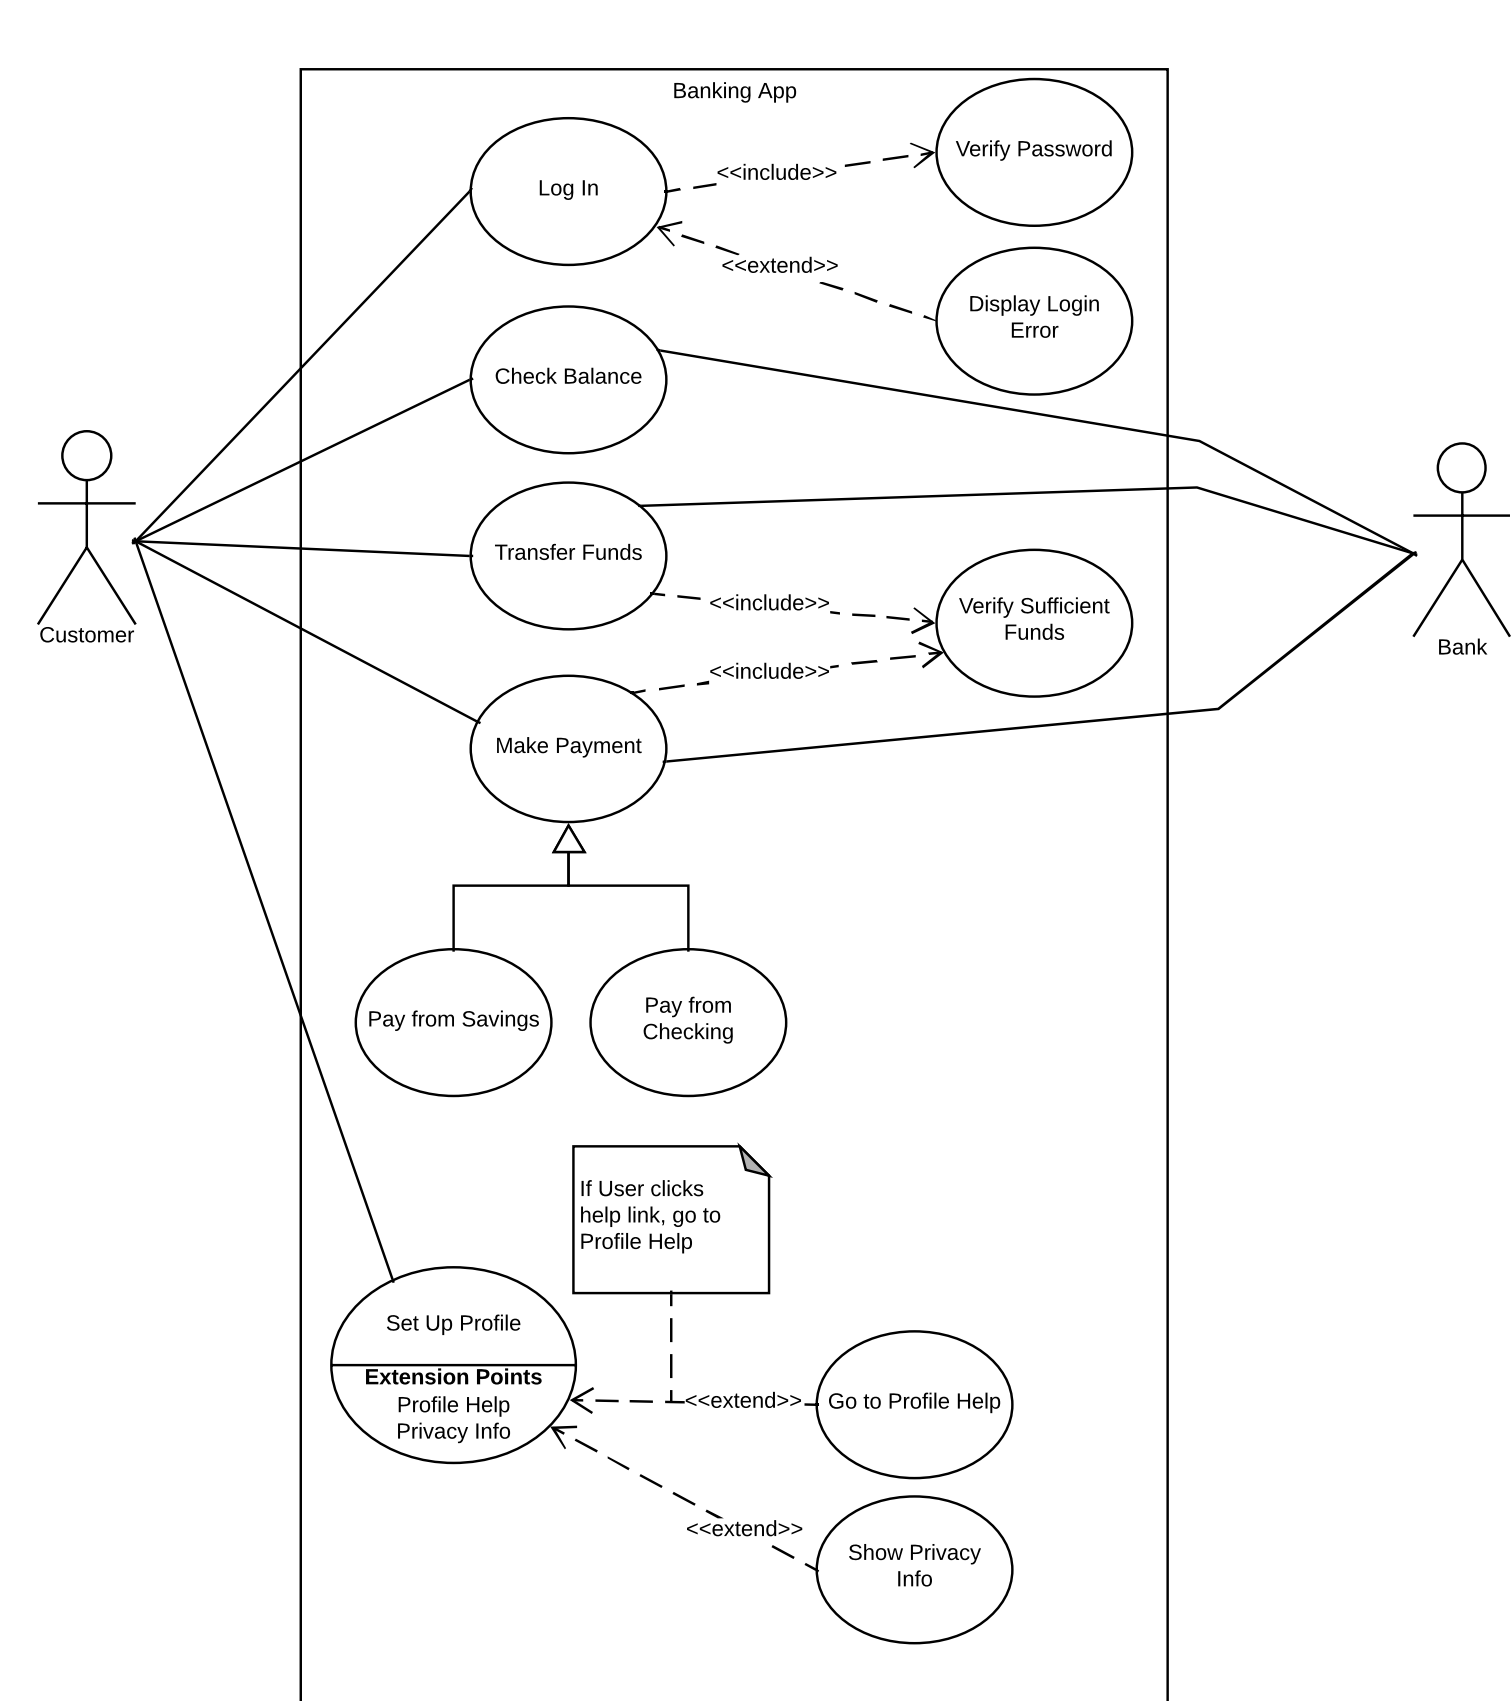 Banking App
Verify Password
<<include>>
Log In
<<extend>>
Display Login
Error
Check Balance
Transfer Funds
<<include>>
Verify Sufficient
Funds
Customer
Bank
<<include>>
Make Payment
Pay from Savings
Pay from
Checking
If User clicks
help link, go to
Profile Help
Set Up Profile
Extension Points
Profile Help
Privacy Info
<<extend>>
Go to Profile Help
<<extend>>
Show Privacy
Info